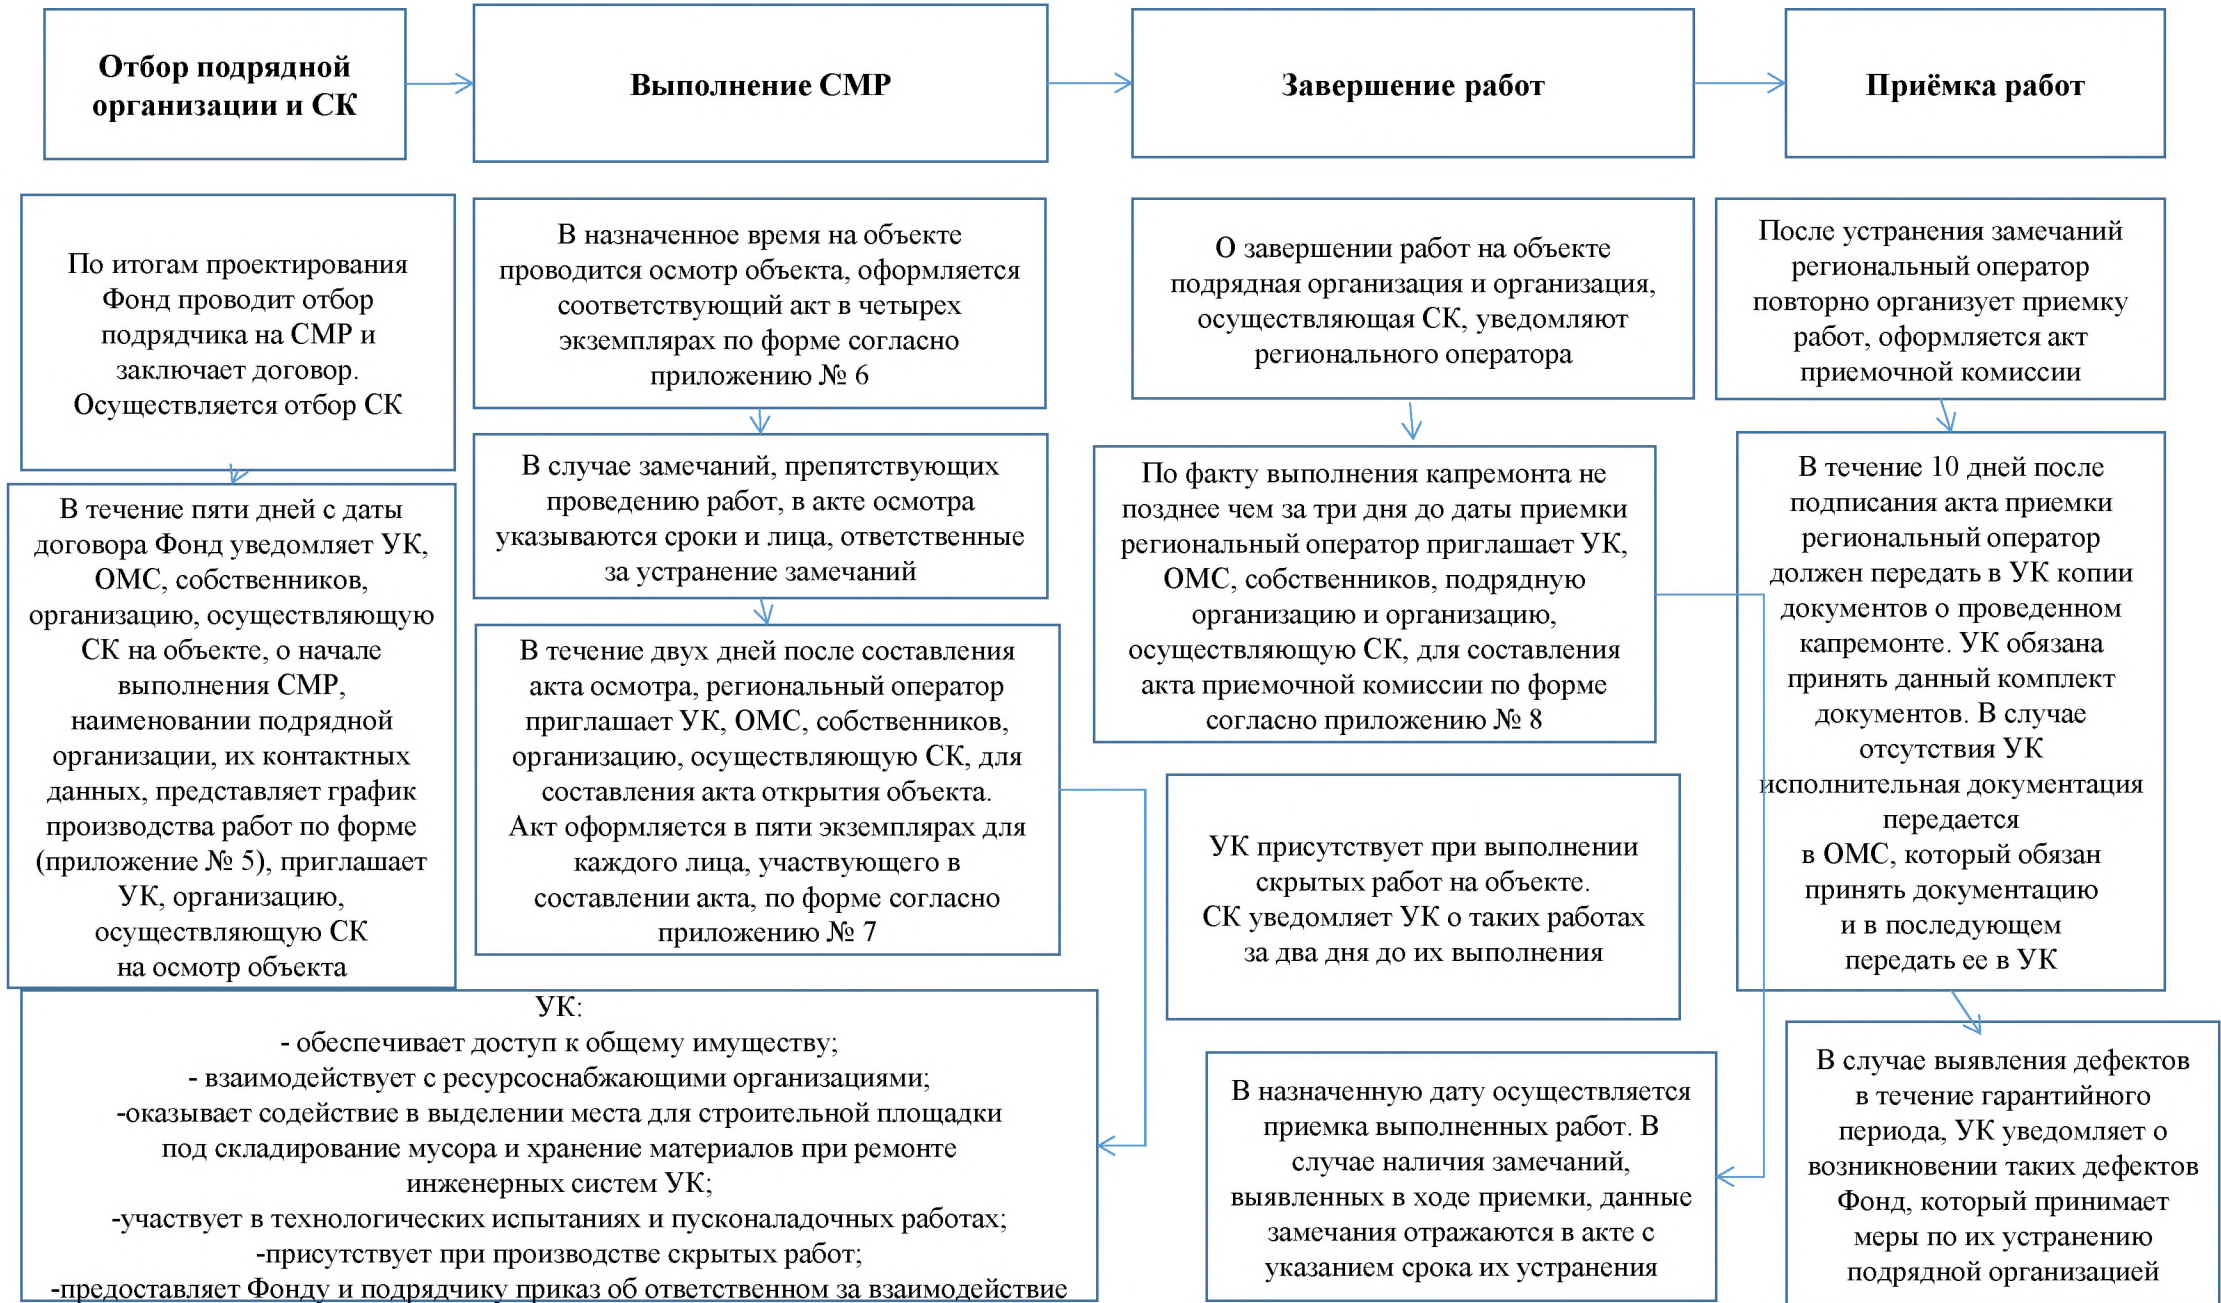 Отбор подрядной
организации и СК
Выполнение СМР
Завершение работ
Приёмка работ
По итогам проектирования
Фонд проводит отбор
подрядчика на СМР и
заключает договор.
Осуществляется отбор СК
В течение пяти дней с даты
договора Фонд уведомляет УК,
ОМС, собственников,
организацию, осуществляющую
СК на объекте, о начале
выполнения СМР,
наименовании подрядной
организации, их контактных
данных, представляет график
производства работ по форме
(приложение № 5), приглашает
УК, организацию,
осуществляющую СК
на осмотр объекта
В назначенное время на объекте
проводится осмотр объекта, оформляется
соответствующий акт в четырех
экземплярах по форме согласно
приложению № 6
В случае замечаний, препятствующих
проведению работ, в акте осмотра
указываются сроки и лица, ответственные
за устранение замечаний
В течение двух дней после составления
акта осмотра, региональный оператор
приглашает УК, ОМС, собственников,
организацию, осуществляющую СК, для
составления акта открытия объекта.
Акт оформляется в пяти экземплярах для
каждого лица, участвующего в
составлении акта, по форме согласно
приложению № 7
УК:
- обеспечивает доступ к общему имуществу;
- взаимодействует с ресурсоснабжающими организациями;
-оказывает содействие в выделении места для строительной площадки
под складирование мусора и хранение материалов при ремонте
инженерных систем УК;
-участвует в технологических испытаниях и пусконаладочных работах;
-присутствует при производстве скрытых работ;
-предоставляет Фонду и подрядчику приказ об ответственном за взаимодействие
О завершении работ на объекте
подрядная организация и организация,
осуществляющая СК, уведомляют
регионального оператора
По факту выполнения капремонта не
позднее чем за три дня до даты приемки
региональный оператор приглашает УК,
ОМС, собственников, подрядную
организацию и организацию,
осуществляющую СК, для составления
акта приемочной комиссии по форме
согласно приложению № 8
УК присутствует при выполнении
скрытых работ на объекте.
СК уведомляет УК о таких работах
за два дня до их выполнения
В назначенную дату осуществляется
приемка выполненных работ. В
случае наличия замечаний,
выявленных в ходе приемки, данные
замечания отражаются в акте с
указанием срока их устранения
После устранения замечаний
региональный оператор
повторно организует приемку
работ, оформляется акт
приемочной комиссии
В течение 10 дней после
подписания акта приемки
региональный оператор
должен передать в УК копии
документов о проведенном
капремонте. УК обязана
принять данный комплект
документов. В случае
отсутствия УК
исполнительная документация
передается
в ОМС, который обязан
принять документацию
и в последующем
передать ее в УК
В случае выявления дефектов
в течение гарантийного
периода, УК уведомляет о
возникновении таких дефектов
Фонд, который принимает
меры по их устранению
подрядной организацией